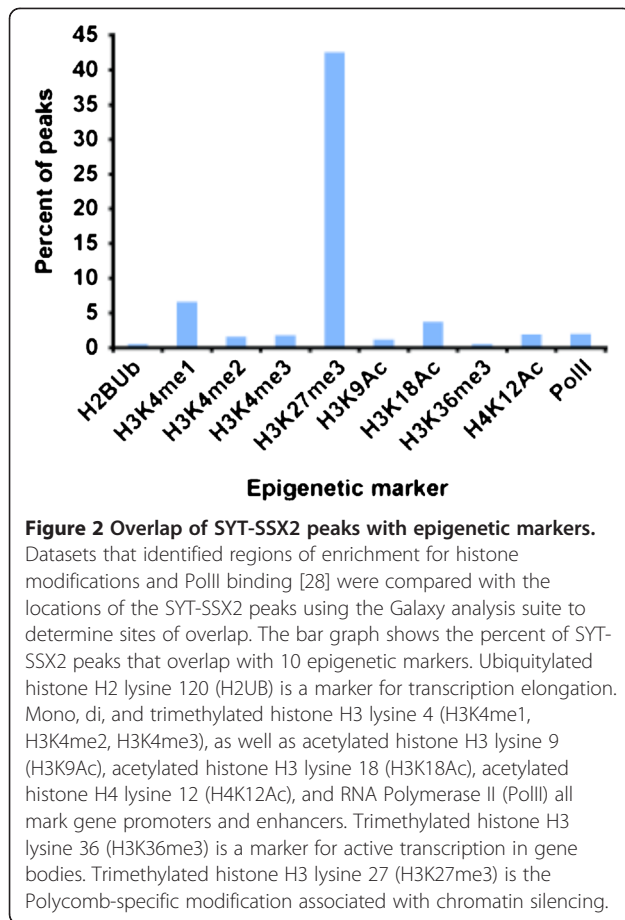 45
40
35
30
25
20
15
10
5
0
Percent of peaks
H2BUb
H3K4me1
H3K4me2
H3K4me3
H3K27me3
H3K9Ac
H3K18Ac
H3K36me3
H4K12Ac
PolII
Epigenetic marker
Figure 2 Overlap of SYT-SSX2 peaks with epigenetic markers.
Datasets that identified regions of enrichment for histone
modifications and PolII binding [28] were compared with the
locations of the SYT-SSX2 peaks using the Galaxy analysis suite to
determine sites of overlap. The bar graph shows the percent of SYT-
SSX2 peaks that overlap with 10 epigenetic markers. Ubiquitylated
histone H2 lysine 120 (H2UB) is a marker for transcription elongation.
Mono, di, and trimethylated histone H3 lysine 4 (H3K4me1,
H3K4me2, H3K4me3), as well as acetylated histone H3 lysine 9
(H3K9Ac), acetylated histone H3 lysine 18 (H3K18Ac), acetylated
histone H4 lysine 12 (H4K12Ac), and RNA Polymerase II (PolII) all
mark gene promoters and enhancers. Trimethylated histone H3
lysine 36 (H3K36me3) is a marker for active transcription in gene
bodies. Trimethylated histone H3 lysine 27 (H3K27me3) is the
Polycomb-specific modification associated with chromatin silencing.